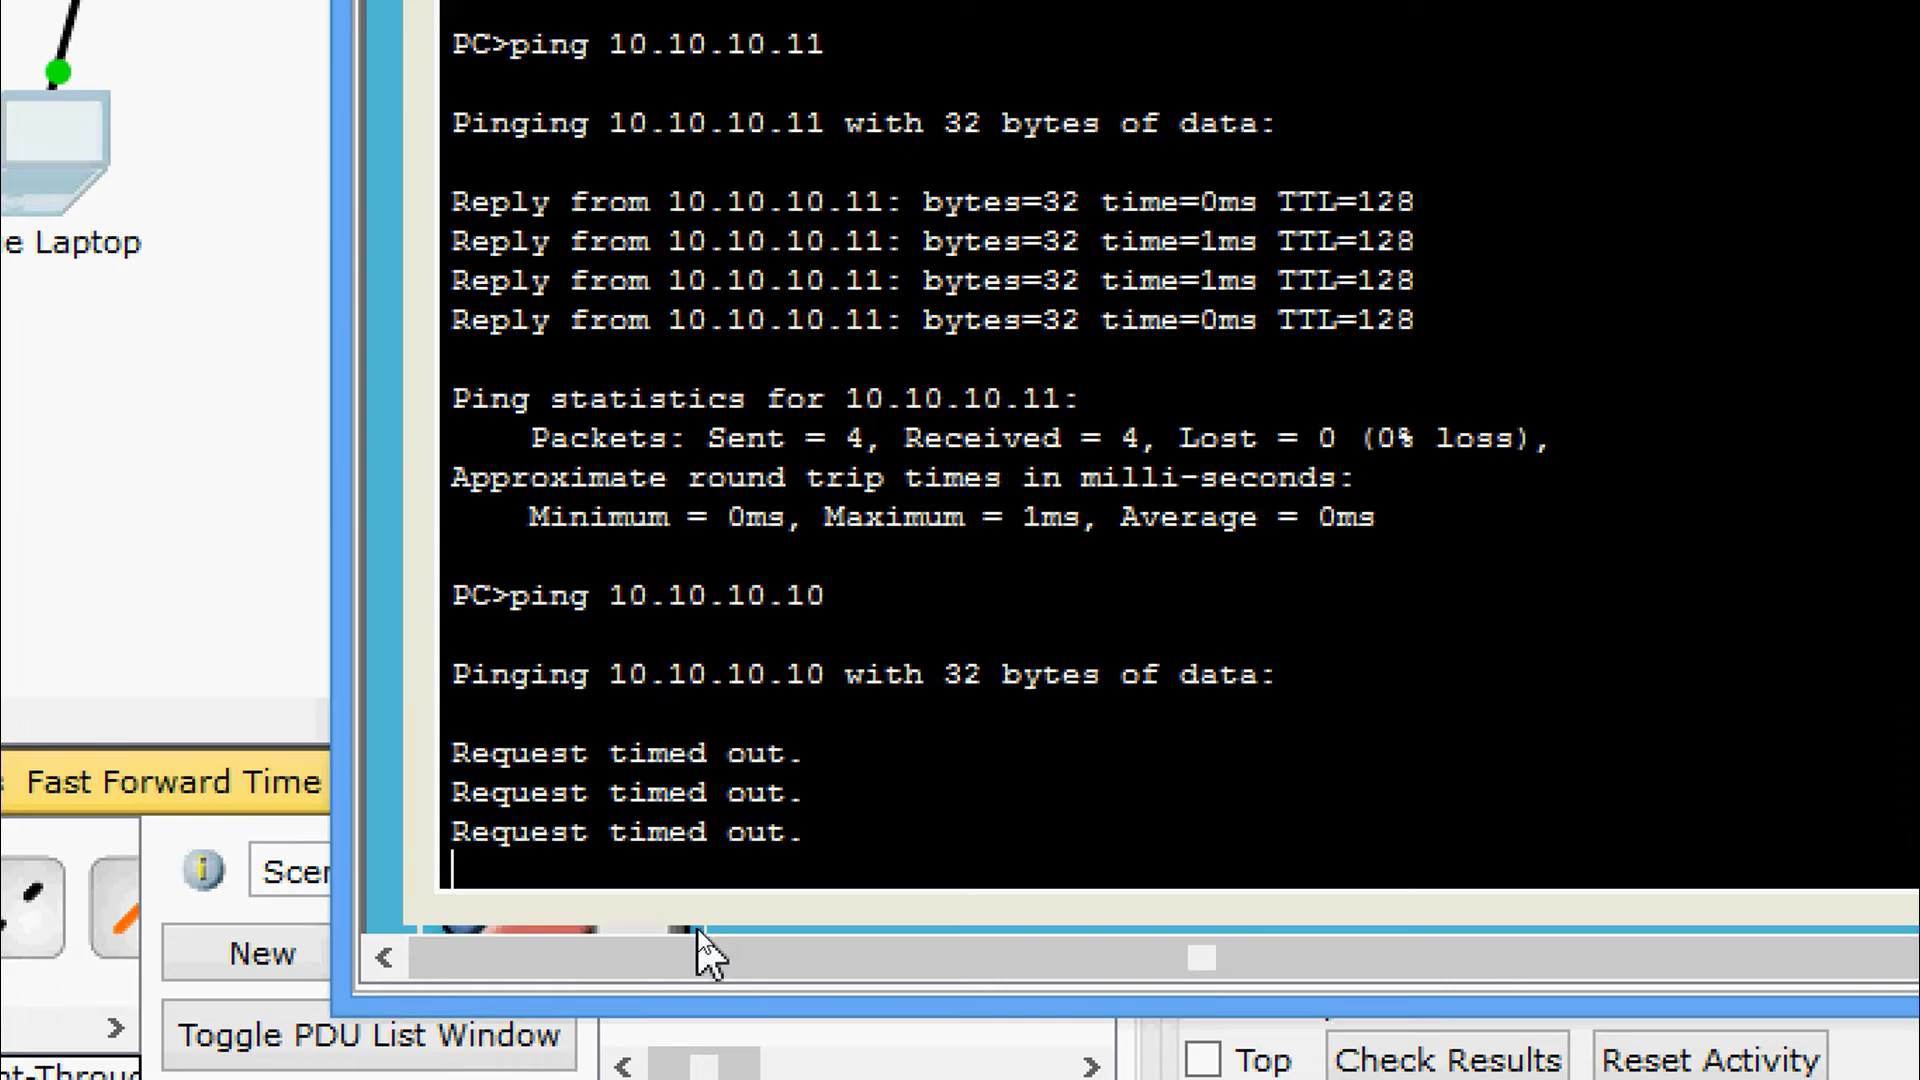 PC>ping 10.10.10.11
Pinging 10.10.10.11 with 32 bytes of data:
Reply from 10.10.10.11: bytes=32 time=0ms TTL=128
Reply from 10.10.10.11: bytes=32 time=1ms TTL=128
Reply from 10.10.10.11: bytes=32 time=1ms TTL=128
Reply from 10.10.10.11: bytes=32 time=0ms TTL=128
Ping statistics for 10.10.10.11:
Packets: Sent = 4, Received = 4, Lost = 0 (0% loss),
Approximate round trip times in milli-seconds:
Minimum = 0ms, Maximum = 1ms, Average = 0ms
PC>ping 10.10.10.10
Pinging 10.10.10.10 with 32 bytes of data:
Request timed out.
Request timed out.
Request timed out.
e Laptop
Fast Forward Time
Scen
New
Toggle PDU List Window
Top
Check Results
Reset Activity